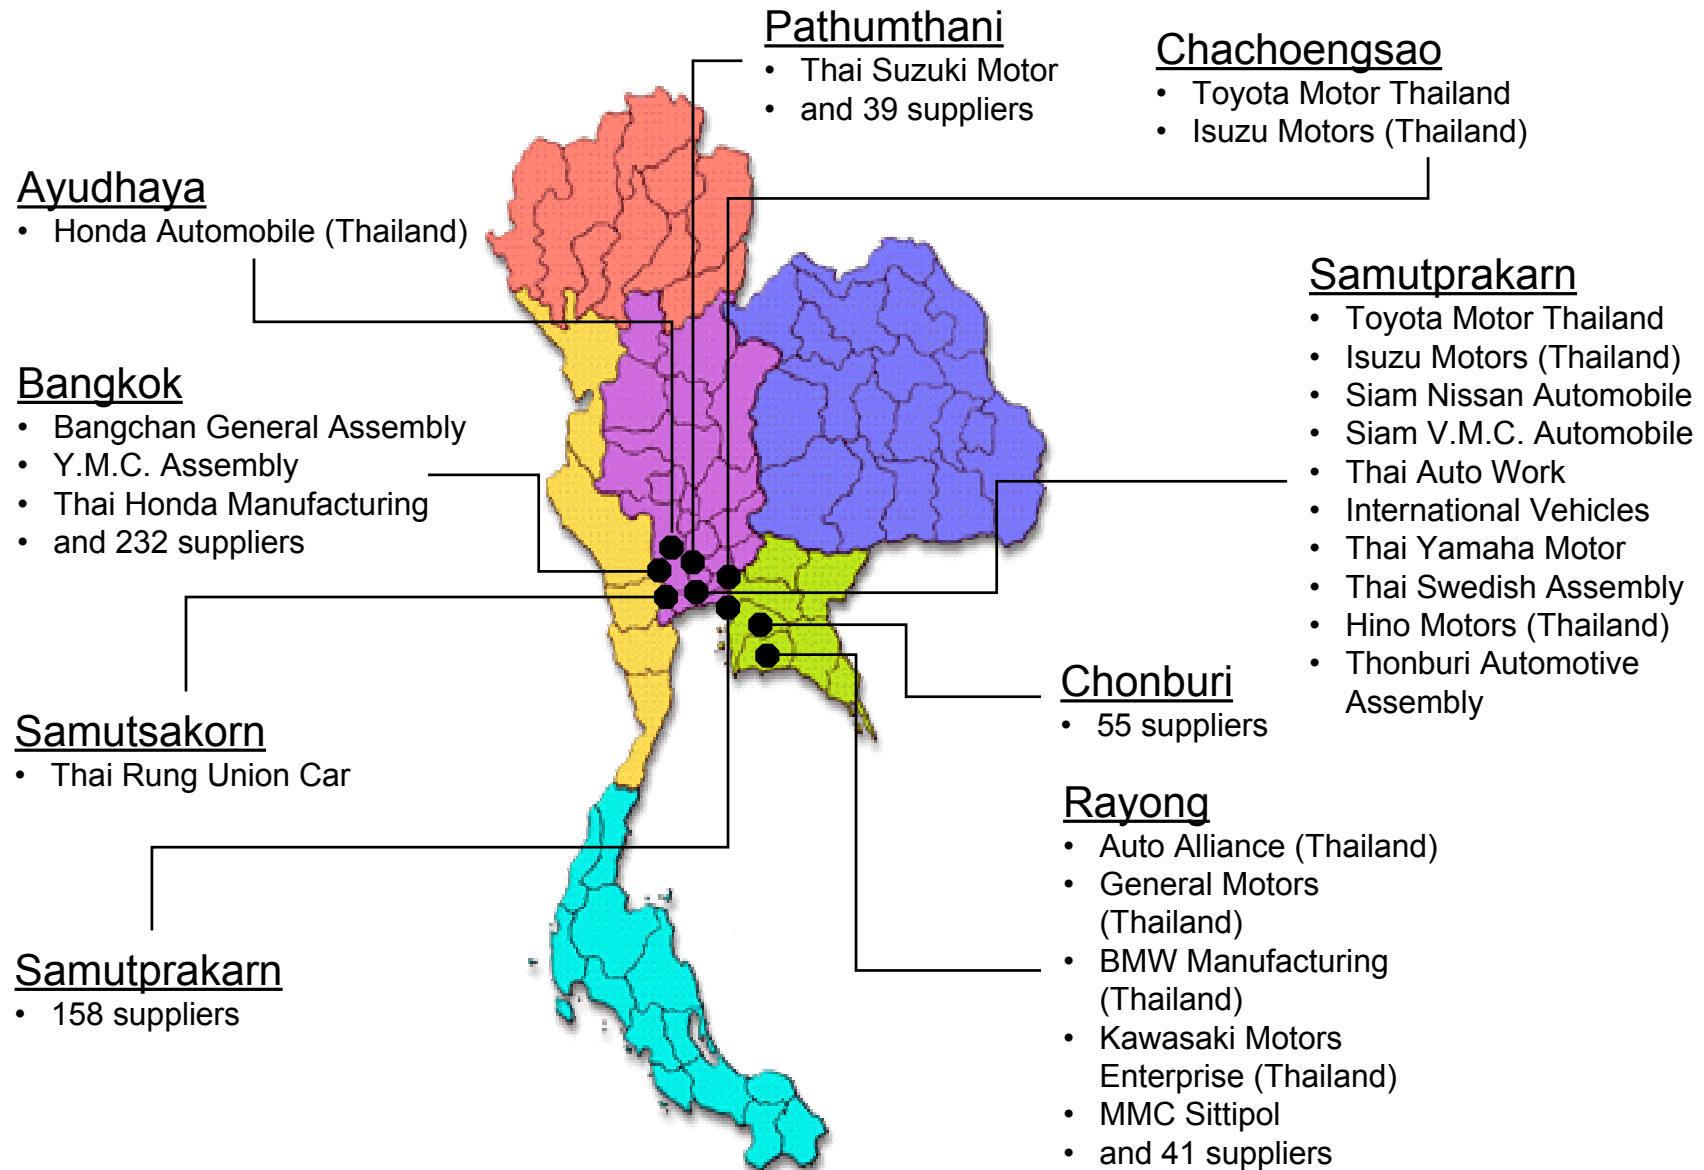 Pathumthani
• Thai Suzuki Motor
• and 39 suppliers
Chachoengsao
• Toyota Motor Thailand
• Isuzu Motors (Thailand)
Ayudhaya
• Honda Automobile (Thailand)
Bangkok
• Bangchan General Assembly
• Y.M.C. Assembly
• Thai Honda Manufacturing
• and 232 suppliers
Samutprakarn
• Toyota Motor Thailand
• Isuzu Motors (Thailand)
• Siam Nissan Automobile
• Siam V.M.C. Automobile
• Thai Auto Work
• International Vehicles
• Thai Yamaha Motor
• Thai Swedish Assembly
• Hino Motors (Thailand)
• Thonburi Automotive
Assembly
Samutsakorn
• Thai Rung Union Car
Chonburi
• 55 suppliers
Samutprakarn
• 158 suppliers
Rayong
• Auto Alliance (Thailand)
• General Motors
(Thailand)
• BMW Manufacturing
(Thailand)
• Kawasaki Motors
Enterprise (Thailand)
• MMC Sittipol
• and 41 suppliers